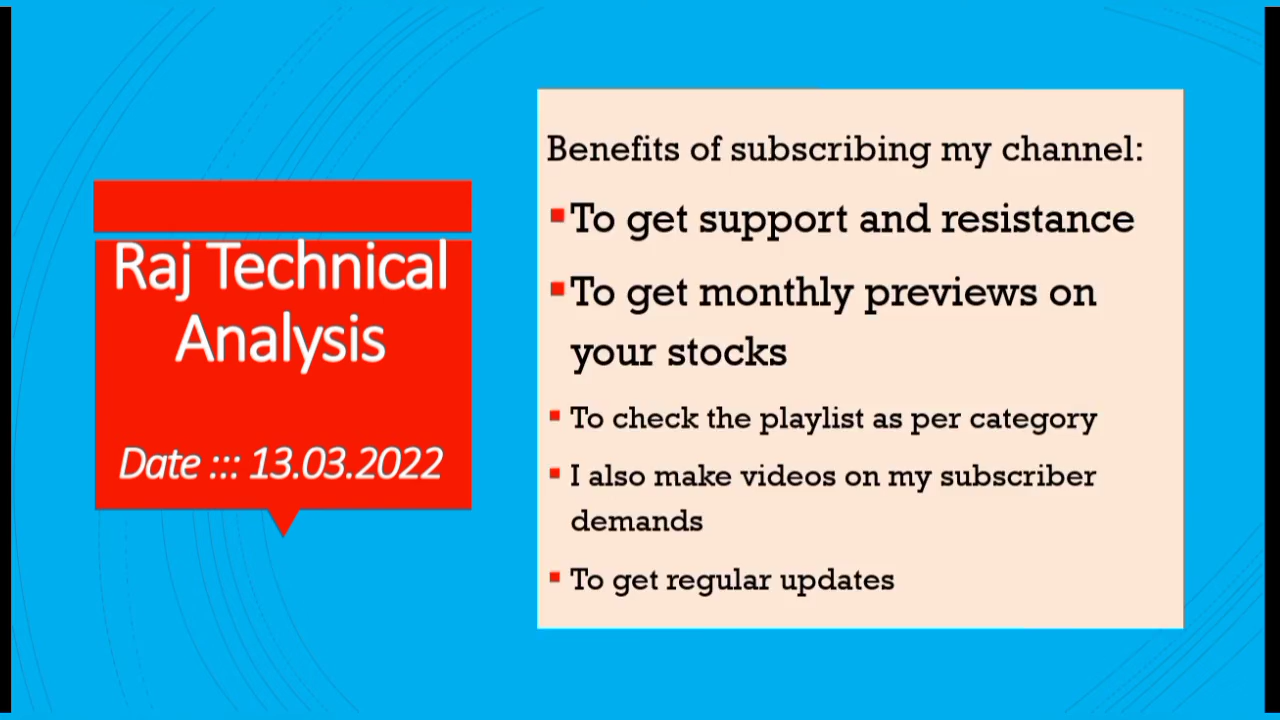 Raj Technical
Analysis
Date ::: 13.03.2022
Benefits of subscribing my channel:
▪To get support and resistance
▪To get monthly previews on
your stocks
▪ To check the playlist as per category
▪ I also make videos on my subscriber
demands
▪ To get regular updates